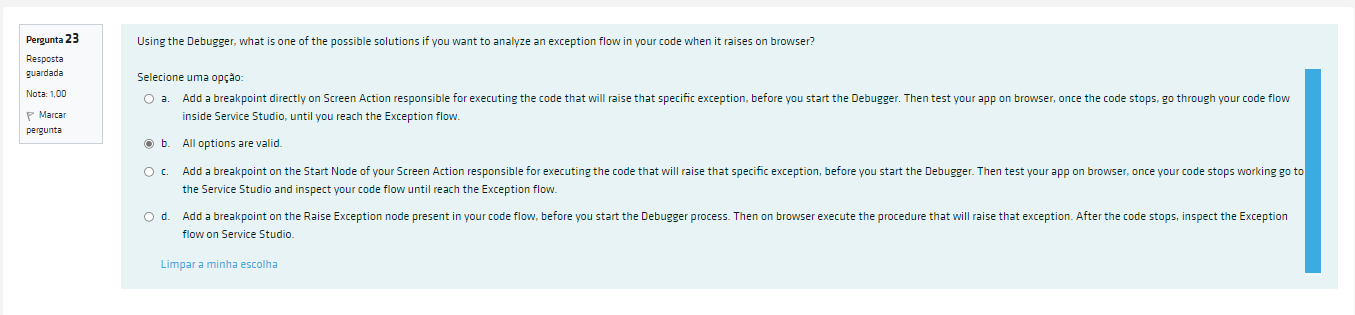 Pergunta 23
Resposta
guardada
Nota: 1,00
Marcar
pergunta
Using the Debugger, what is one of the possible solutions if you want to analyze an exception flow in your code when it raises on browser?
Selecione uma opção:
a. Add a breakpoint directly on Screen Action responsible for executing the code that will raise that specific exception, before you start the Debugger. Then test your app on browser, once the code stops, go through your code flow
inside Service Studio, until you reach the Exception flow.
b. All options are valid.
c. Add a breakpoint on the Start Node of your Screen Action responsible for executing the code that will raise that specific exception, before you start the Debugger. Then test your app on browser, once your code stops working go to
the Service Studio and inspect your code flow until reach the Exception flow.
d. Add a breakpoint on the Raise Exception node present in your code flow, before you start the Debugger process. Then on browser execute the procedure that will raise that exception. After the code stops, inspect the Exception
flow on Service Studio.
Limpar a minha escolha